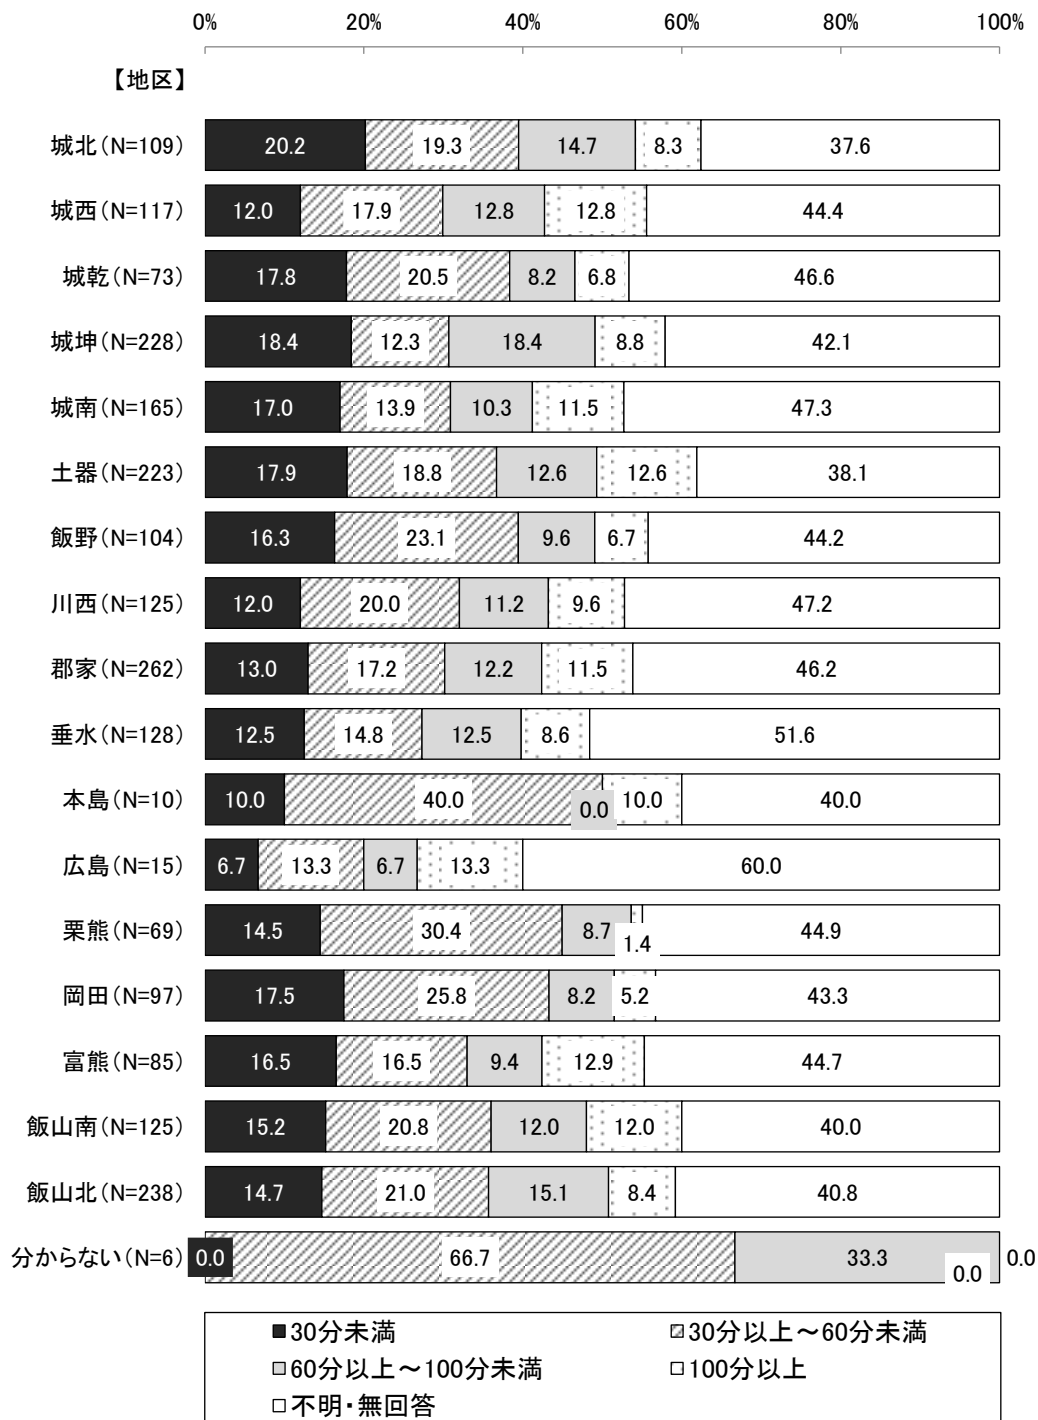 0% 20% 40% 60% 80% 100%
【地区】
城北(N=109) 20.2 19.3 14.7 8.3 37.6
城西(N=117) 12.0 17.9 12.8 12.8 44.4
城乾(N=73) 17.8 20.5 8.2 6.8 46.6
城坤(N=228) 18.4 12.3 18.4 8.8 42.1
城南(N=165) 17.0 13.9 10.3 11.5 47.3
土器(N=223) 17.9 18.8 12.6 12.6 38.1
飯野(N=104) 16.3 23.1 9.6 6.7 44.2
川西(N=125) 12.0 20.0 11.2 9.6 47.2
郡家(N=262) 13.0 17.2 12.2 11.5 46.2
垂水(N=128) 12.5 14.8 12.5 8.6 51.6
本島(N=10) 10.0 40.0 0.0 10.0 40.0
広島(N=15) 6.7 13.3 6.7 13.3 60.0
栗熊(N=69) 14.5 30.4 8.7 1.4 44.9
岡田(N=97) 17.5 25.8 8.2 5.2 43.3
富熊(N=85) 16.5 16.5 9.4 12.9 44.7
飯山南(N=125) 15.2 20.8 12.0 12.0 40.0
飯山北(N=238) 14.7 21.0 15.1 8.4 40.8
分からない(N=6) 0.0 66.7 33.3 0.0 0.0
30分未満 30分以上～60分未満
60分以上～100分未満 100分以上
不明・無回答